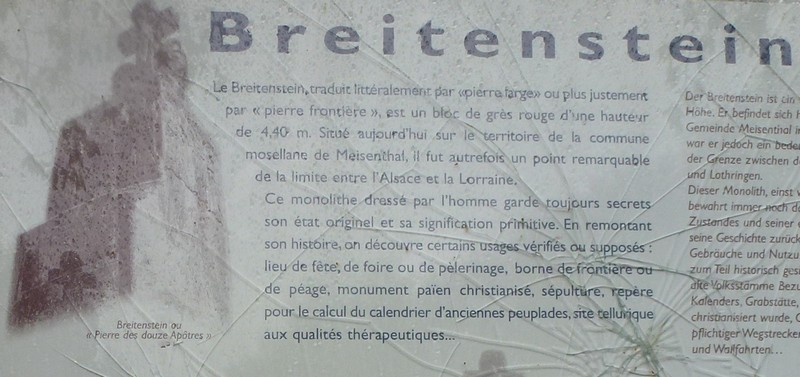 Breitenstein
Le Breitenstein, traduit littéralement par «pierre large» ou plus justement
par « pierre frontière », est un bloc de grès rouge d'une hauteur
de 4,40 m. Situé aujourd'hui sur le territoire de la commune
mosellane de Meisenthal, il fut autrefois un point remarquable
de la limite entre l'Alsace et la Lorraine.
Ce monolithe dressé par l'homme garde toujours secrets
son état originel et sa signification primitive. En remontant
son histoire, on découvre certains usages vérifiés ou supposés :
lieu de fête, de foire ou de pèlerinage, borne de frontière ou
de péage, monument païen christianisé, sépulture, repère
pour le calcul du calendrier d'anciennes peuplades, site tellurique
aux qualités thérapeutiques...
Breitenstein ou
« Pierre des douze Apôtres »
Der Breitenstein ist ein
Höhe. Er befindet sich
Gemeinde Meisenthal
war er jedoch ein
der Grenze zwischen
und Lothringen.
Dieser Monolith, einst
bewahrt immer noch
Zustandes und seiner
seine Geschichte
Gebräuche und
zum Teil historisch
alte Volksstämme
Kalenders, Grabstätte,
christianisiert wurde,
pflichtiger
und Wallfahrten...